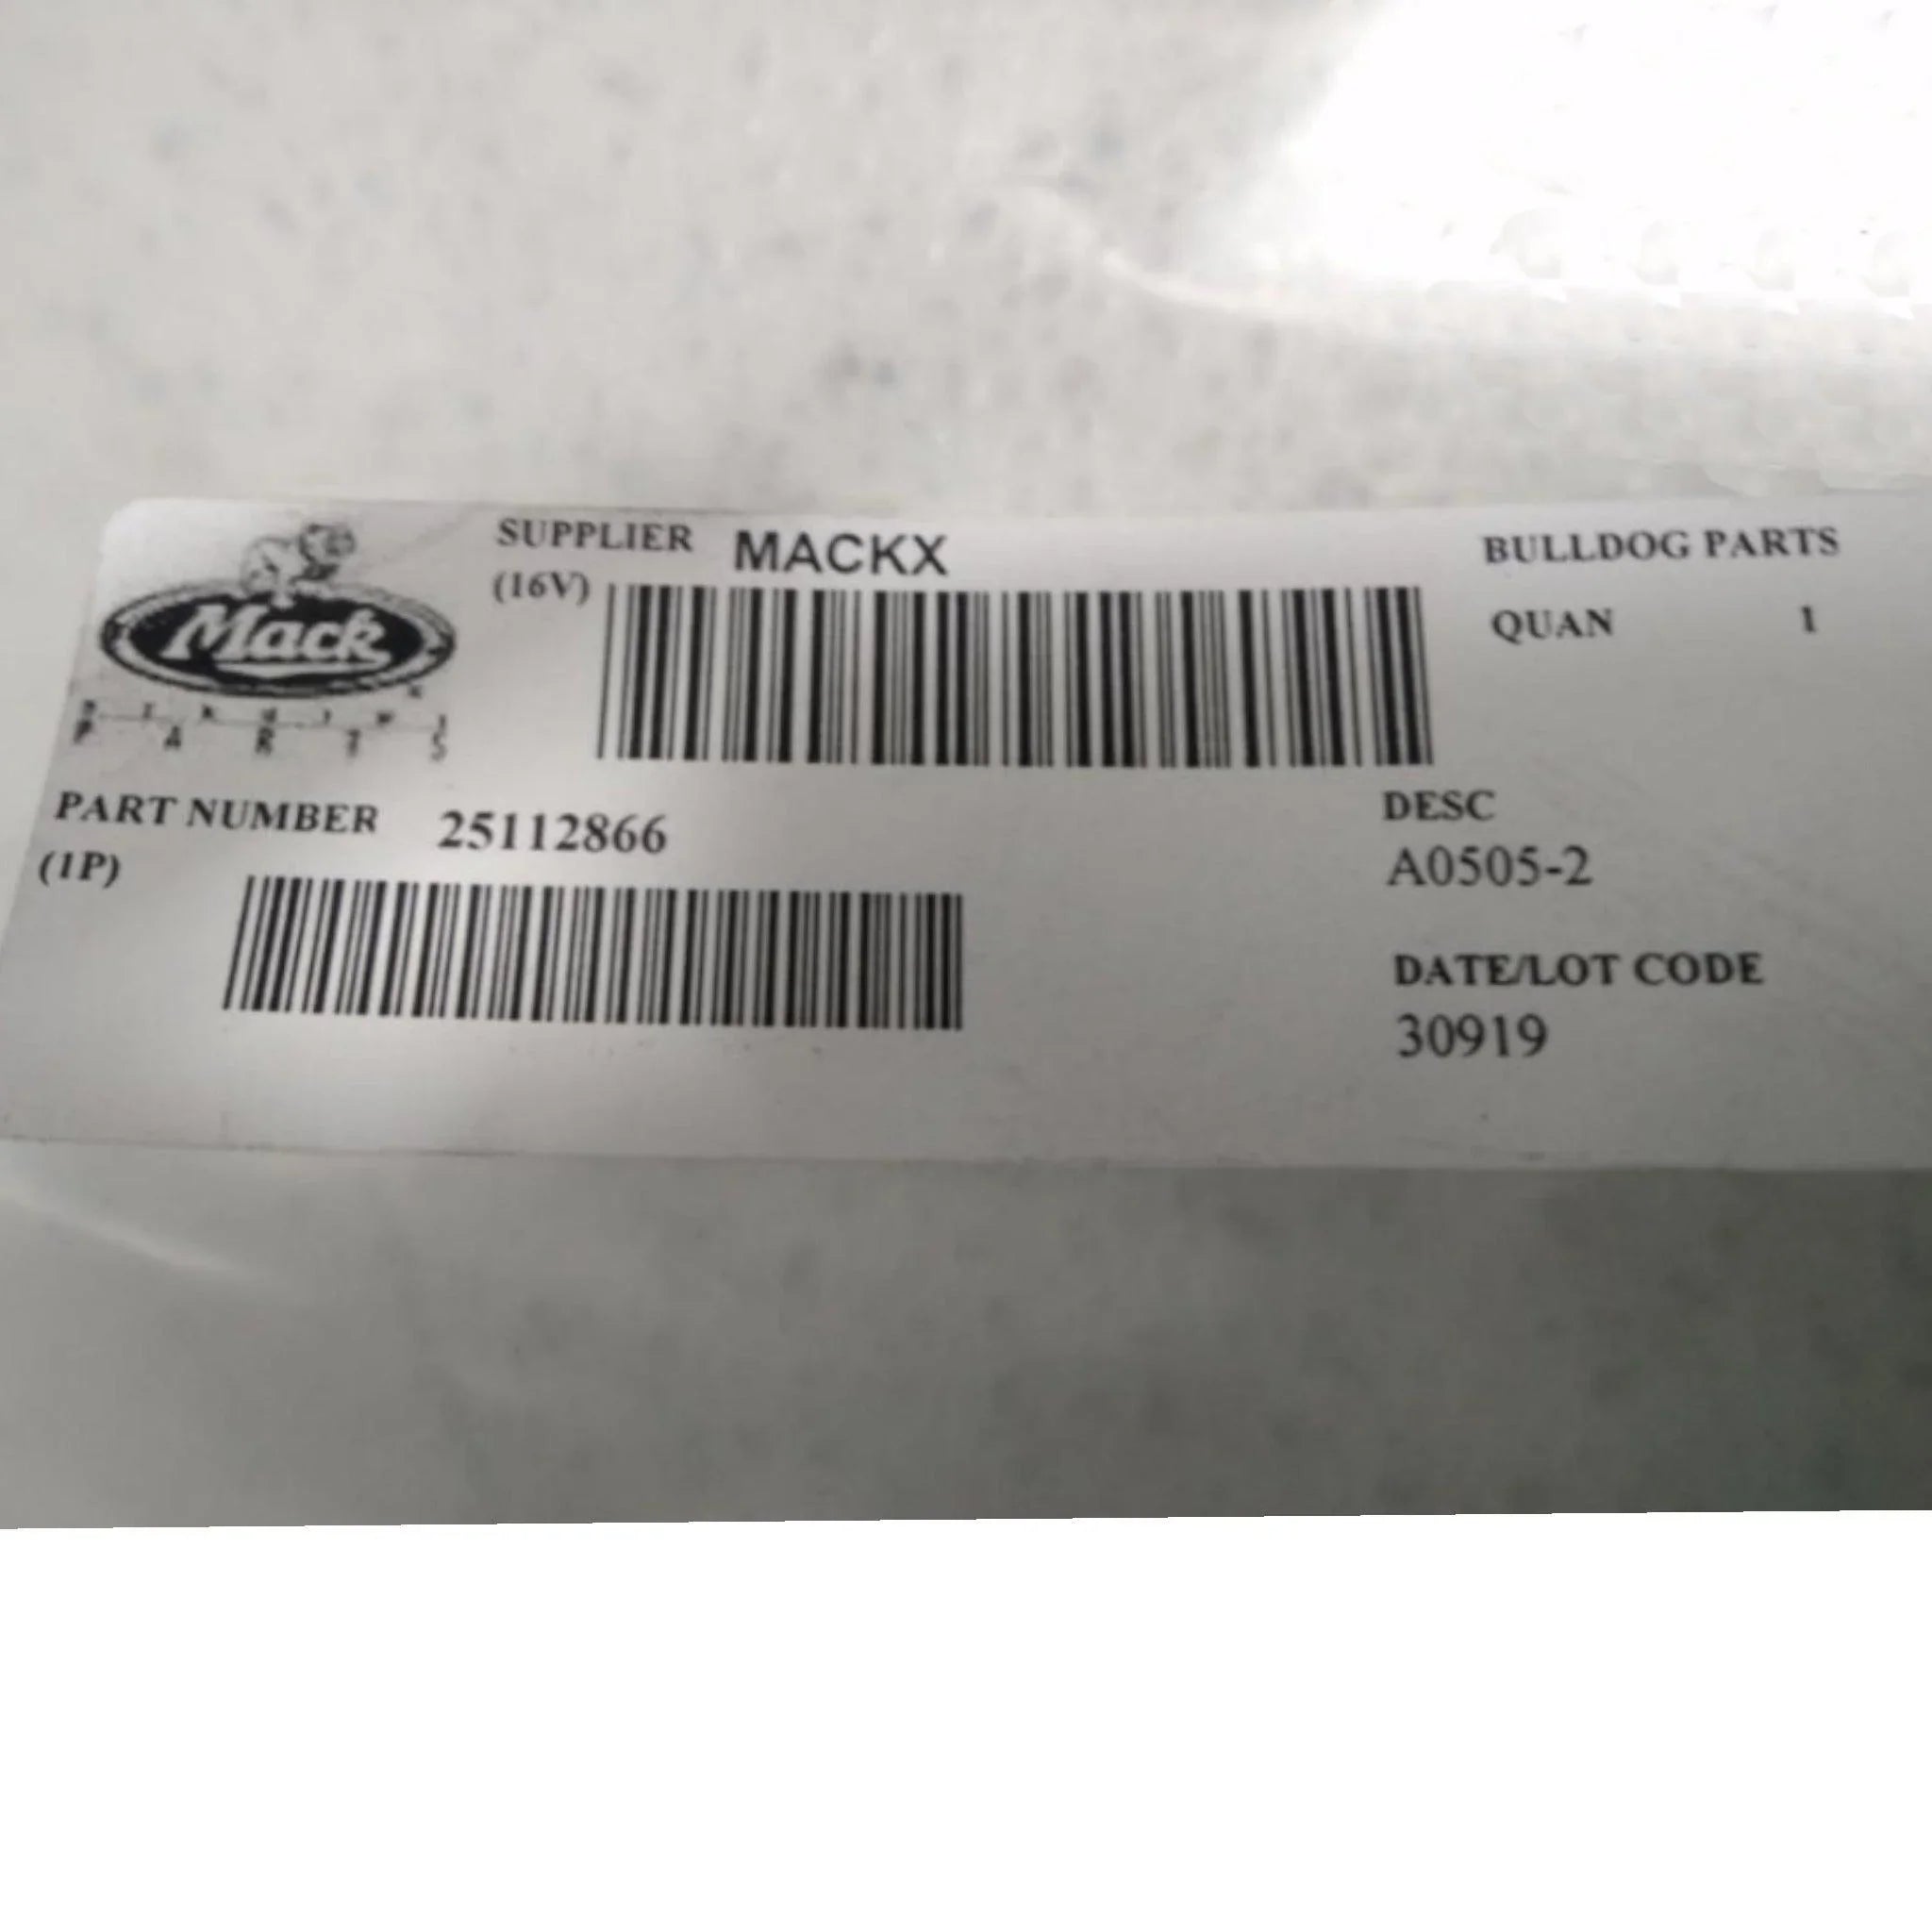 SUPPLIER MACKX
(16V)
BULLDOG PARTS
QUAN 1
Mack
PARTS
PART NUMBER 25112866
(1P)
DESC
A0505-2
DATE/LOT CODE
30919